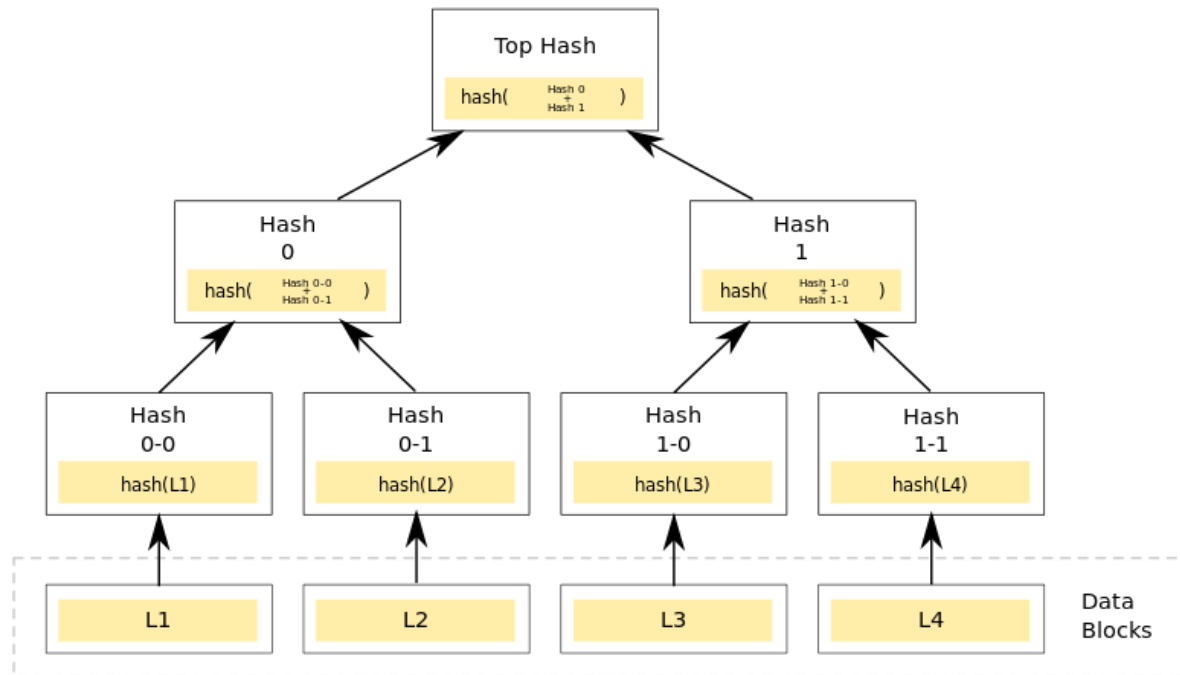 Top Hash
hash( Hash 0 + Hash 1 )
Hash
0
hash( Hash 0-0 + Hash 0-1 )
Hash
1
hash( Hash 1-0 + Hash 1-1 )
Hash
0-0
hash(L1)
Hash
0-1
hash(L2)
Hash
1-0
hash(L3)
Hash
1-1
hash(L4)
L1
L2
L3
L4
Data
Blocks